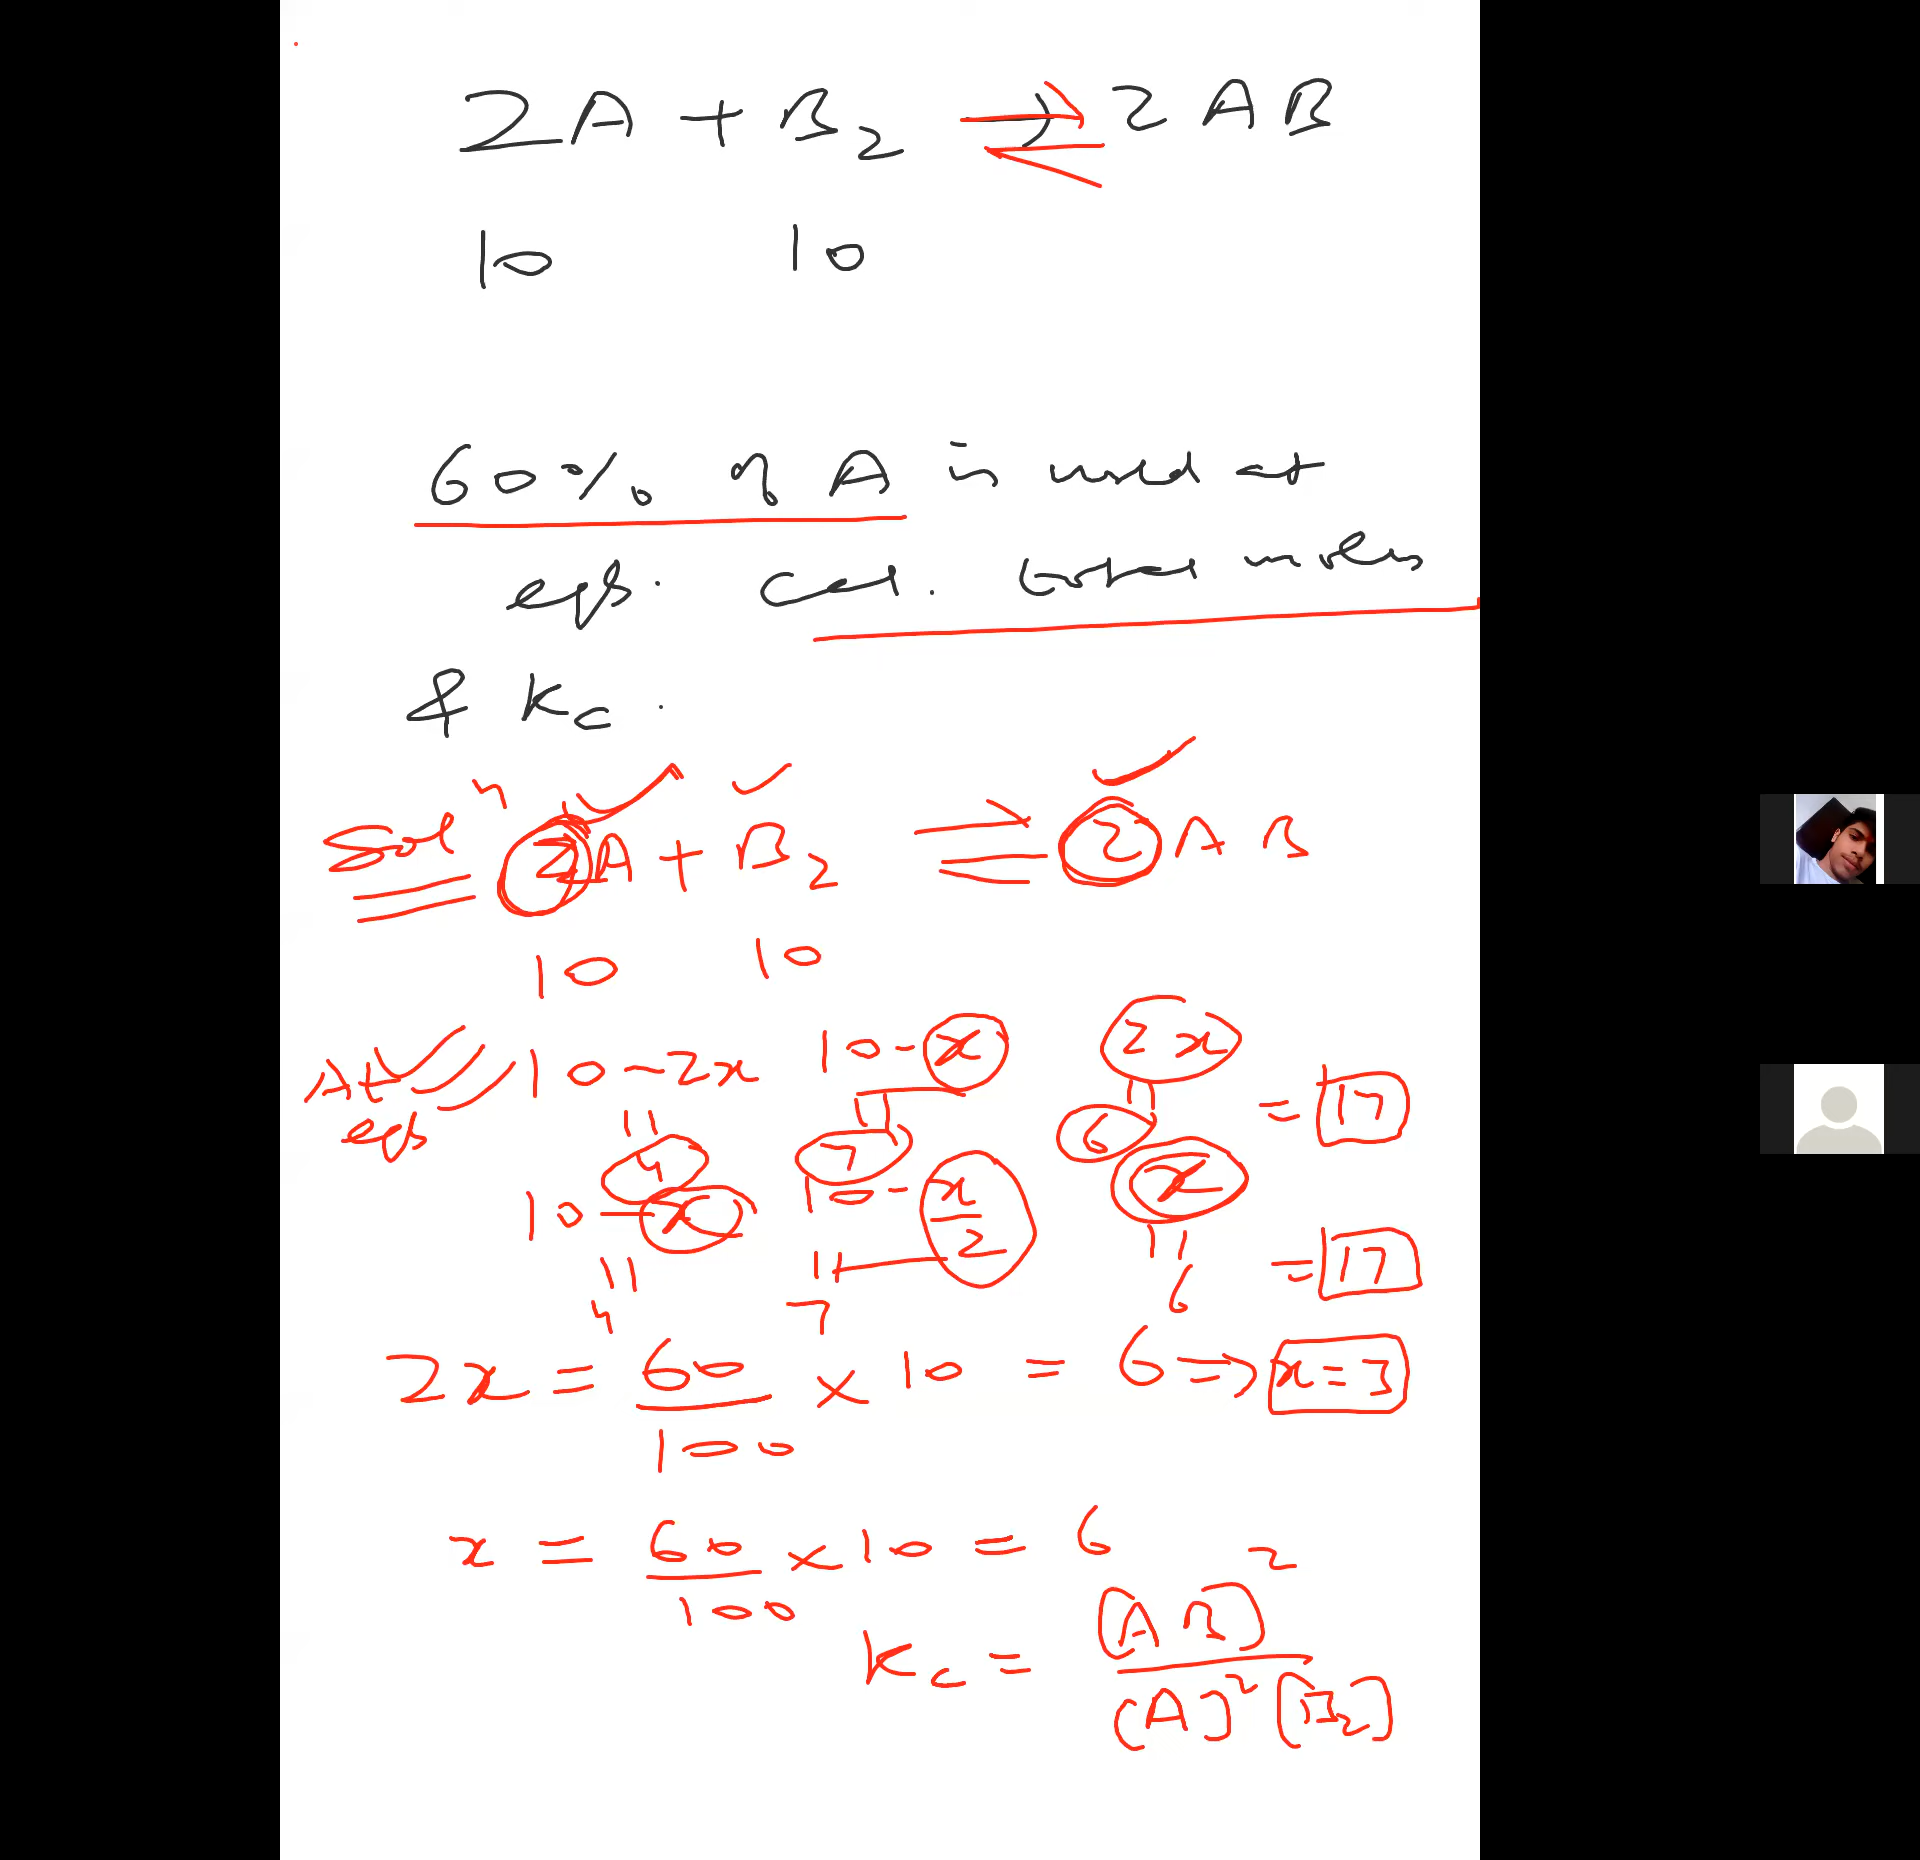 2A + B₂ ⇌ 2AB
10 10
60% of A is used at
eqb. Cal. total moles
& Kc.
Solⁿ 2A + B₂ ⇌ 2AB
10 10
At eqb 10-2x 10-x 2x = 17
4 7 6
10-x 10-x/2 x = 17
4 7 6
2x = 60/100 × 10 = 6 → x = 3
x = 60/100 × 10 = 6
Kc = [AB]²/[A]²[B₂]